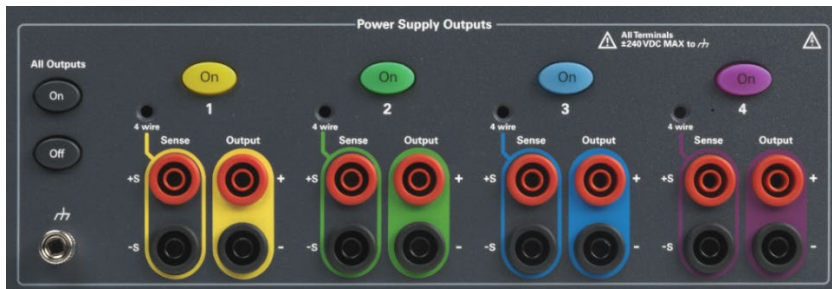 Power Supply Outputs
All Terminals
±240 VDC MAX to
All Outputs
On
Off
On
1
4 wire
Sense
Output
+S
+
-S
-
On
2
4 wire
Sense
Output
+S
+
-S
-
On
3
4 wire
Sense
Output
+S
+
-S
-
On
4
4 wire
Sense
Output
+S
+
-S
-